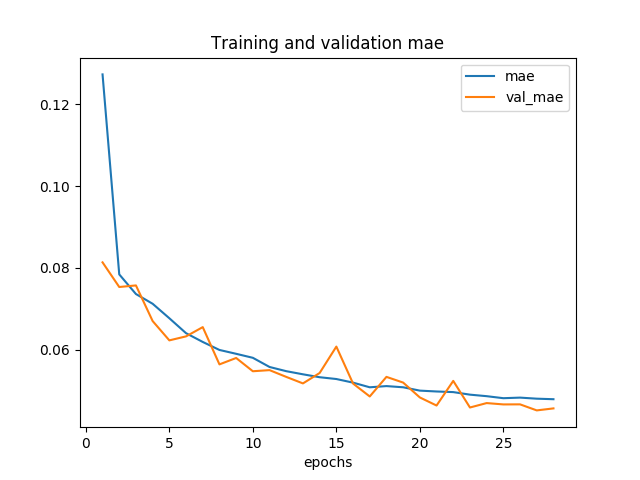 Training and validation mae
mae
val_mae
0.12
0.10
0.08
0.06
0 5 10 15 20 25
epochs